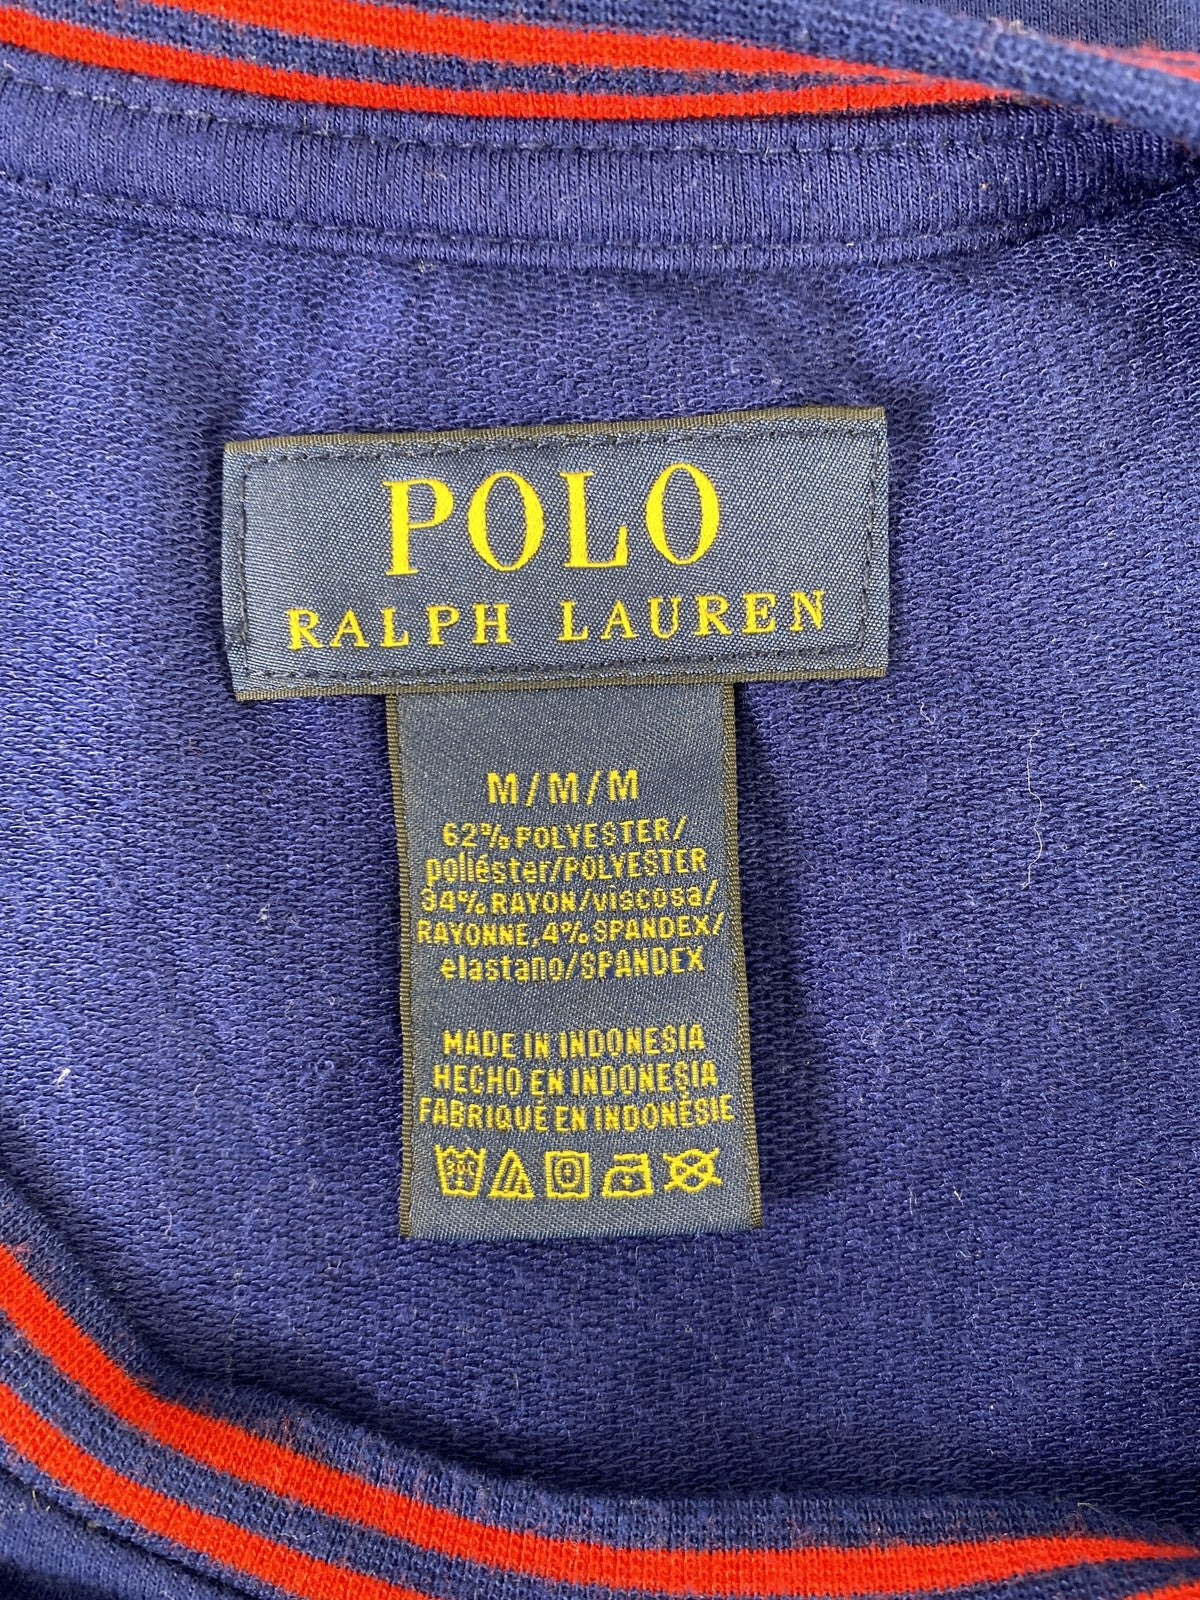 POLO
RALPH LAUREN
M/M/M
62% POLYESTER/
poliéster/POLYESTER
34% RAYON/viscosa/
RAYONNE, 4% SPANDEX/
elastano/SPANDEX
MADE IN INDONESIA
HECHO EN INDONESIA
FABRIQUÉ EN INDONÉSIE